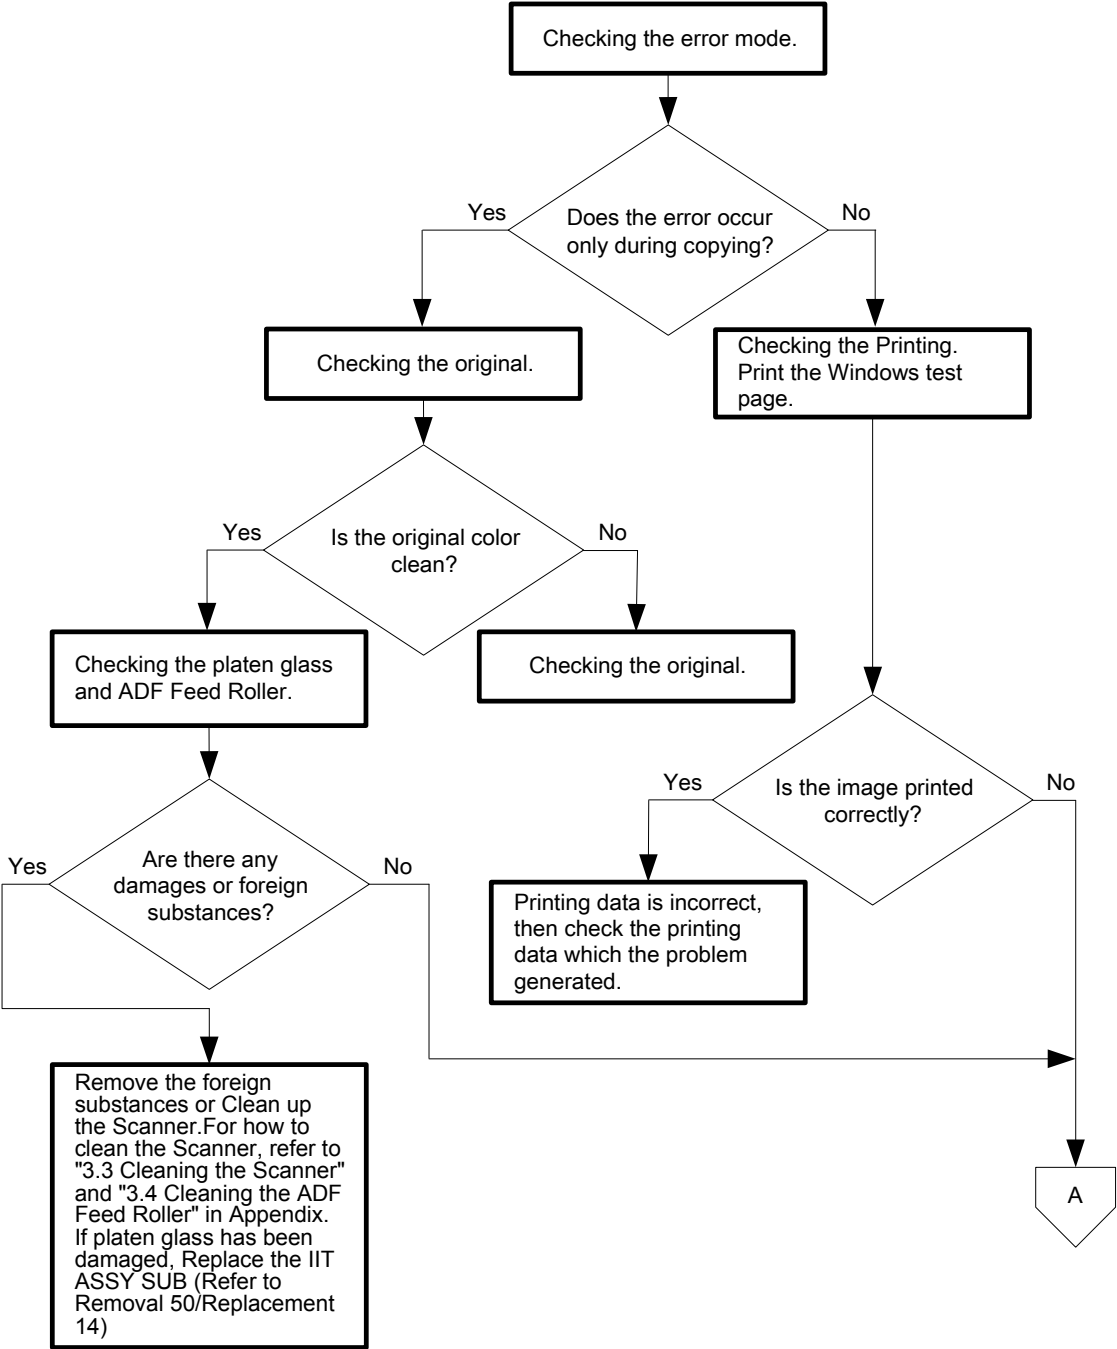 Checking the error mode.
Does the error occur
only during copying?
Yes
No
Checking the original.
Checking the Printing.
Print the Windows test
page.
Is the original color
clean?
Yes
No
Checking the platen glass
and ADF Feed Roller.
Checking the original.
Is the image printed
correctly?
Yes
No
Are there any
damages or foreign
substances?
Yes
No
Printing data is incorrect,
then check the printing
data which the problem
generated.
Remove the foreign
substances or Clean up
the Scanner.For how to
clean the Scanner, refer to
"3.3 Cleaning the Scanner"
and "3.4 Cleaning the ADF
Feed Roller" in Appendix.
If platen glass has been
damaged, Replace the IIT
ASSY SUB (Refer to
Removal 50/Replacement
14)
A